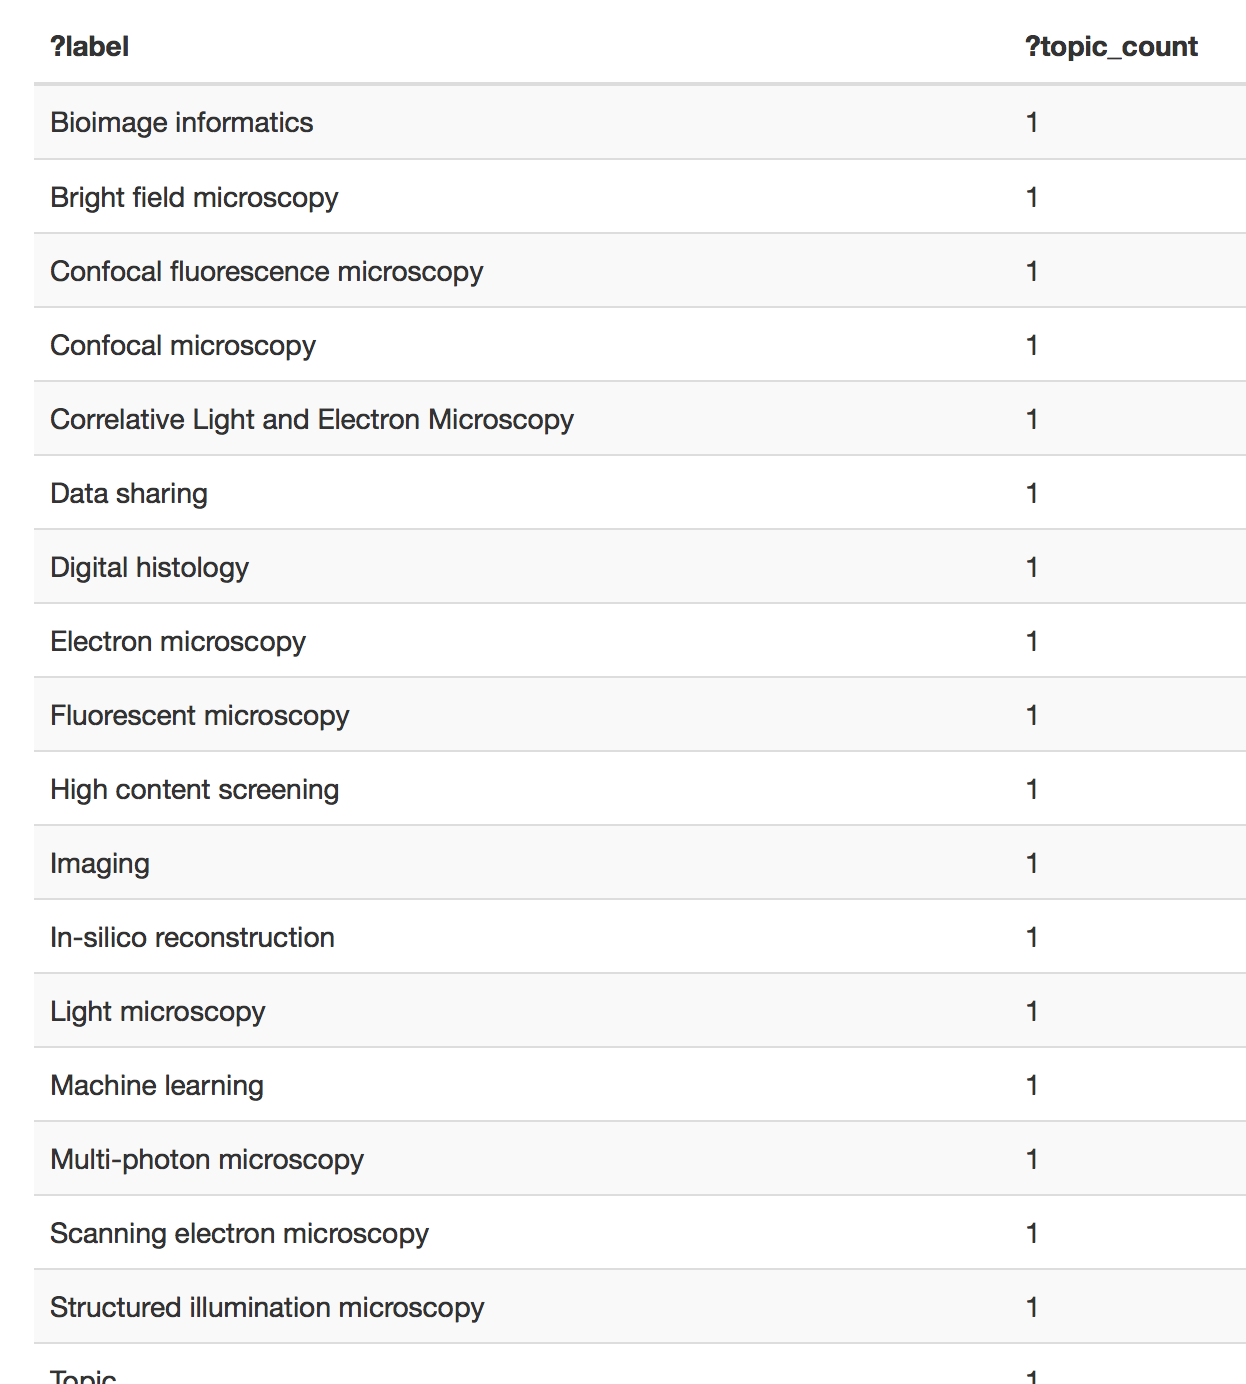 ?label ?topic_count
Bioimage informatics 1
Bright field microscopy 1
Confocal fluorescence microscopy 1
Confocal microscopy 1
Correlative Light and Electron Microscopy 1
Data sharing 1
Digital histology 1
Electron microscopy 1
Fluorescent microscopy 1
High content screening 1
Imaging 1
In-silico reconstruction 1
Light microscopy 1
Machine learning 1
Multi-photon microscopy 1
Scanning electron microscopy 1
Structured illumination microscopy 1
Topic 1